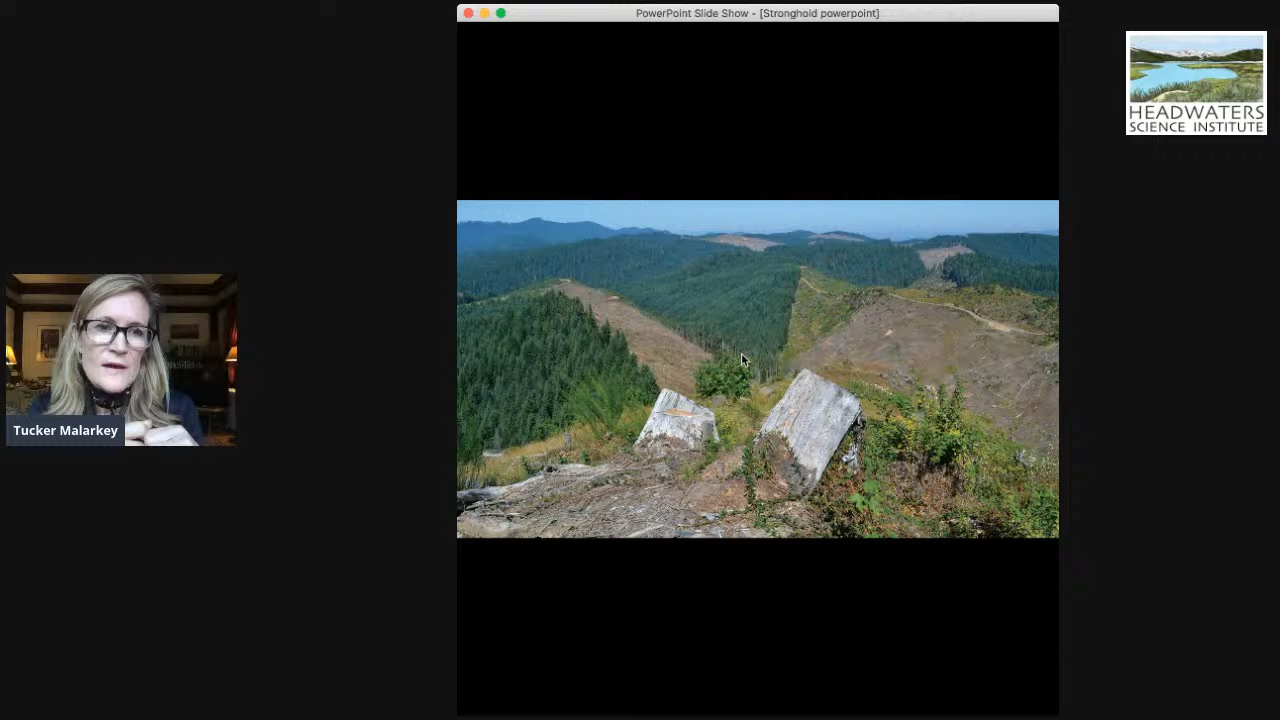 PowerPoint Slide Show - [Stronghold powerpoint]
HEADWATERS
SCIENCE INSTITUTE
Tucker Malarkey